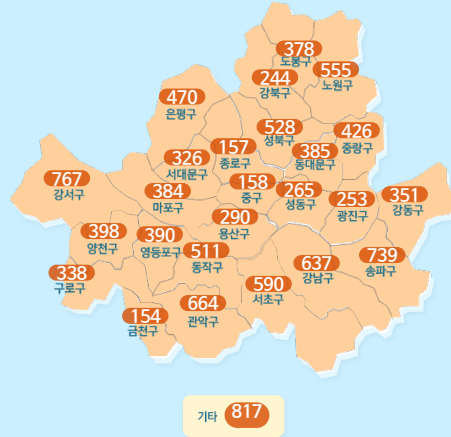 378
도봉구
555
노원구
244
강북구
470
은평구
528
성북구
426
중랑구
157
종로구
385
동대문구
326
서대문구
767
강서구
384
마포구
158
중구
265
성동구
253
광진구
351
강동구
290
용산구
398
양천구
390
영등포구
511
동작구
637
강남구
739
송파구
338
구로구
590
서초구
664
관악구
154
금천구
기타 817